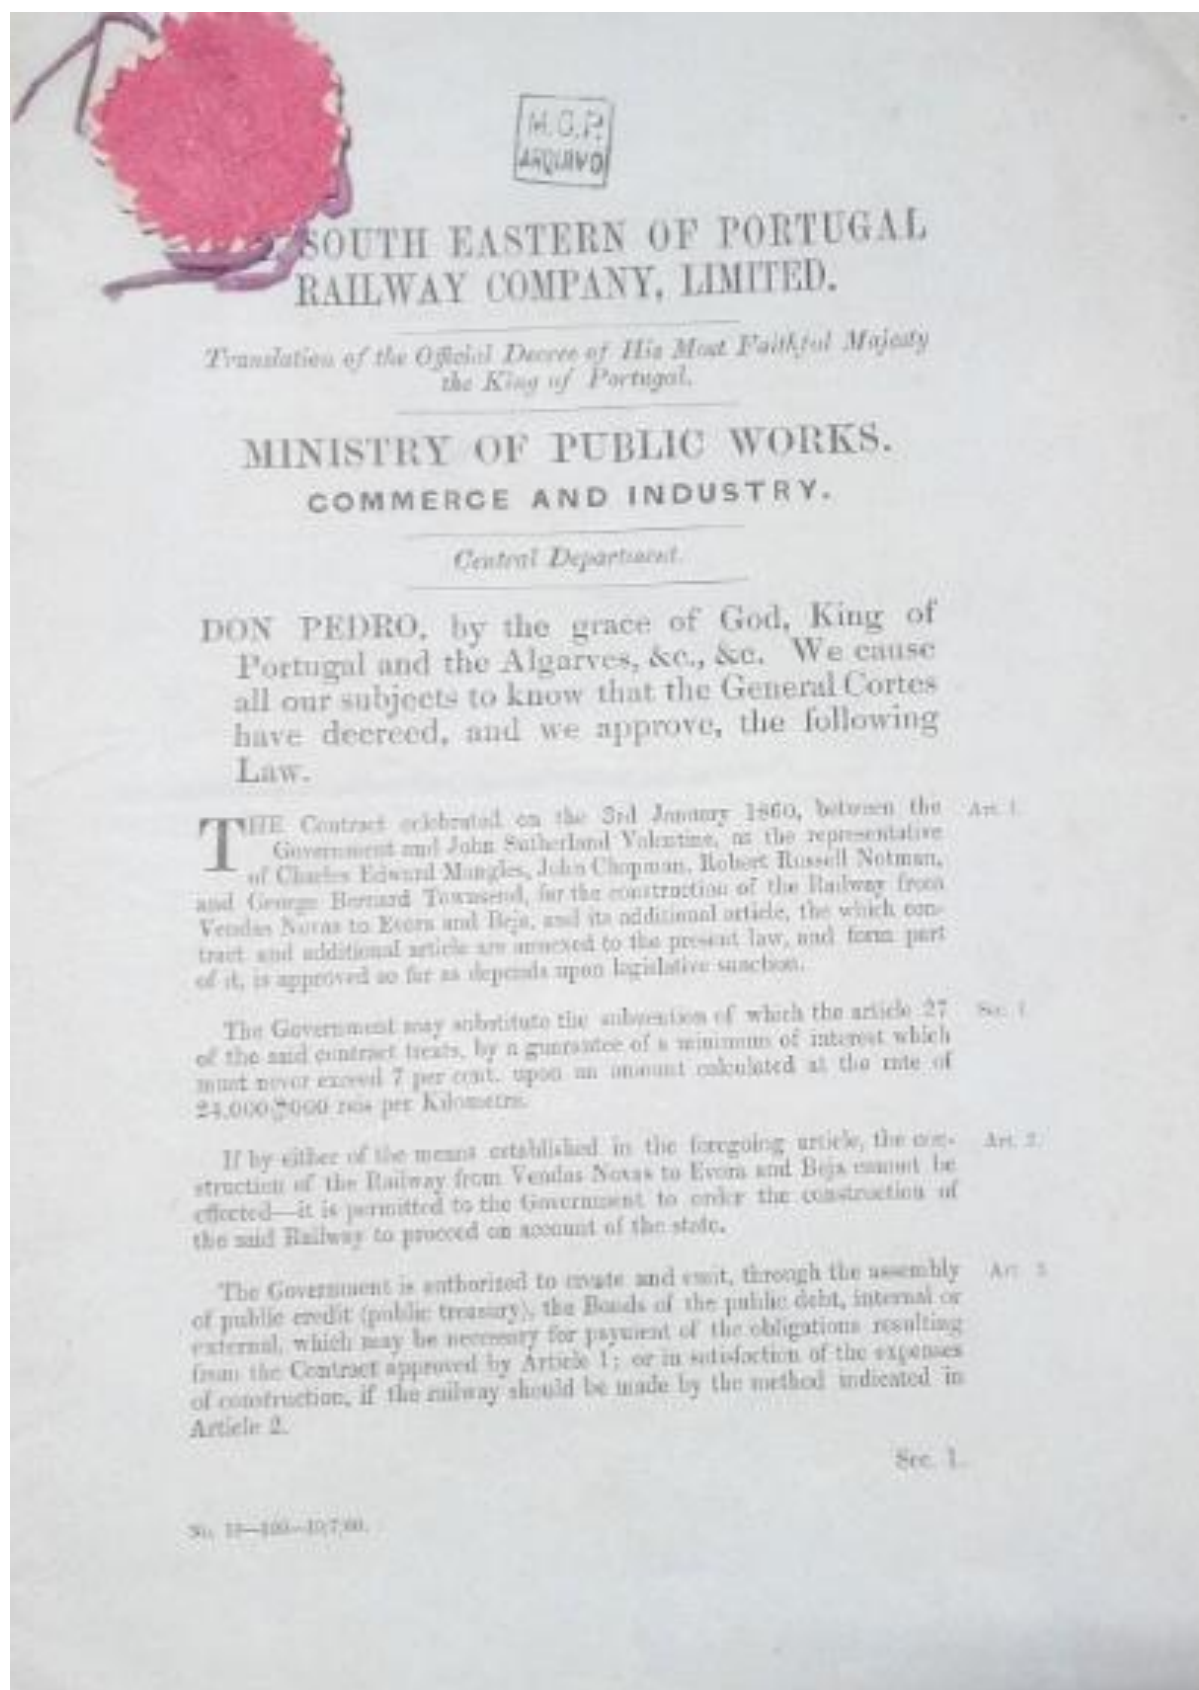 M.O.P.
ARQUIVO
SOUTH EASTERN OF PORTUGAL
RAILWAY COMPANY, LIMITED.
Translation of the Official Decree of His Most Faithful Majesty
the King of Portugal.
MINISTRY OF PUBLIC WORKS.
COMMERCE AND INDUSTRY.
Central Department.
DON PEDRO, by the grace of God, King of
Portugal and the Algarves, &c., &c. We cause
all our subjects to know that the General Cortes
have decreed, and we approve, the following
Law.
THE Contract celebrated on the 3rd January 1860, between the Art. 1.
Government and John Sutherland Valentine, as the representative
of Charles Edward Mangles, John Chapman, Robert Russell Notman,
and George Bernard Townsend, for the construction of the Railway from
Vendas Novas to Evora and Beja, and its additional article, the which con-
tract and additional article are annexed to the present law, and form part
of it, is approved so far as depends upon legislative sanction.
The Government may substitute the subvention of which the article 27 Sec. 1.
of the said contract treats, by a guarantee of a minimum of interest which
must never exceed 7 per cent. upon an amount calculated at the rate of
24,000$000 reis per Kilometre.
If by either of the means established in the foregoing article, the con- Art. 2.
struction of the Railway from Vendas Novas to Evora and Beja cannot be
effected—it is permitted to the Government to order the construction of
the said Railway to proceed on account of the state.
The Government is authorised to create and emit, through the assembly Art. 3.
of public credit (public treasury), the Bonds of the public debt, internal or
external, which may be necessary for payment of the obligations resulting
from the Contract approved by Article 1; or in satisfaction of the expenses
of construction, if the railway should be made by the method indicated in
Article 2.
Sec. 1.
No.